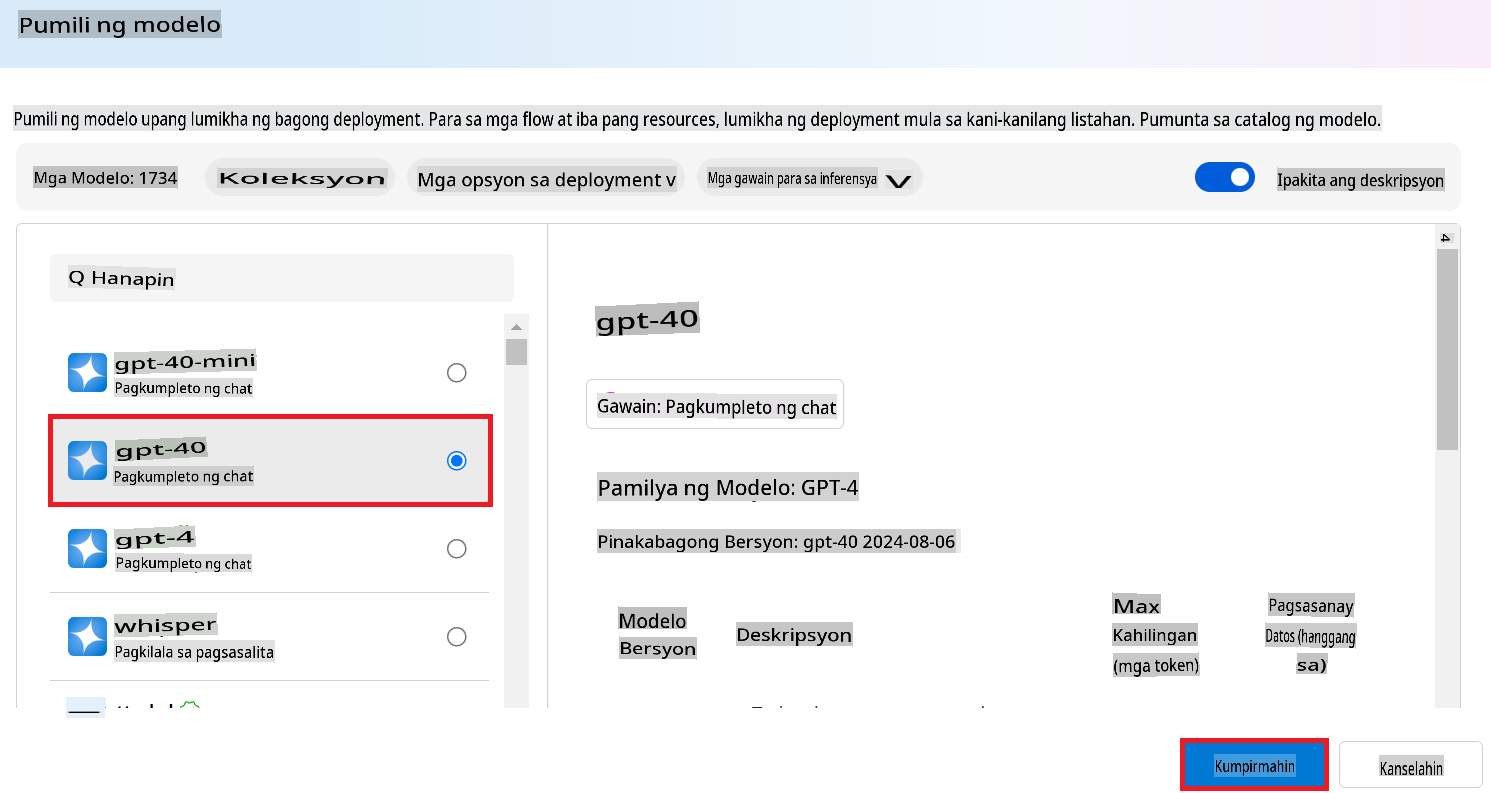 Pumili ng modelo
Pumili ng modelo upang lumikha ng bagong deployment. Para sa mga flow at iba pang resources, lumikha ng deployment mula sa kani-kanilang listahan. Pumunta sa catalog ng modelo.
Mga Modelo: 1734
Koleksyon
Mga opsyon sa deployment v
Mga gawain para sa inferensya
Ipakita ang deskripsyon
Q Hanapin
gpt-40-mini
Pagkumpleto ng chat
gpt-40
Pagkumpleto ng chat
gpt-4
Pagkumpleto ng chat
whisper
Pagkilala sa pagsasalita
4
gpt-40
Gawain: Pagkumpleto ng chat
Pamilya ng Modelo: GPT-4
Pinakabagong Bersyon: gpt-40 2024-08-06
Modelo
Bersyon
Deskripsyon
Max
Kahilingan
(mga token)
Pagsasanay
Datos (hanggang
sa)
Kumpirmahin
Kanselahin